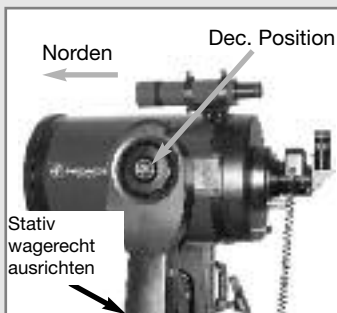 Dec. Position
Norden
Stativ
wagerecht
ausrichten